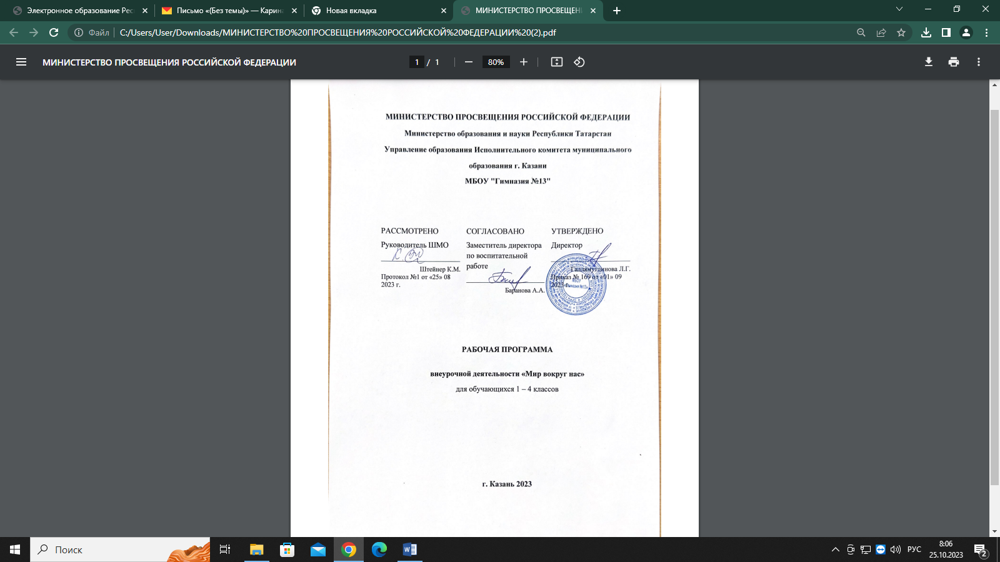 Электронное образование Рес
Письмо «(Без темы)» — Карина
Новая вкладка
МИНИСТЕРСТВО ПРОСВЕЩЕН
Файл
C:/Users/User/Downloads/МИНИСТЕРСТВО%20ПРОСВЕЩЕНИЯ%20РОССИЙСКОЙ%20ФЕДЕРАЦИИ%20(2).pdf
МИНИСТЕРСТВО ПРОСВЕЩЕНИЯ РОССИЙСКОЙ ФЕДЕРАЦИИ
1 / 1
80%
МИНИСТЕРСТВО ПРОСВЕЩЕНИЯ РОССИЙСКОЙ ФЕДЕРАЦИИ
Министерство образования и науки Республики Татарстан
Управление образования Исполнительного комитета муниципального
образования г. Казани
МБОУ "Гимназия №13"
РАССМОТРЕНО
Руководитель ШМО
Штейнер К.М.
Протокол №1 от «25» 08
2023 г.
СОГЛАСОВАНО
Заместитель директора
по воспитательной
работе
Баранова А.А.
УТВЕРЖДЕНО
Директор
Галлямутдинова Л.Г.
Приказ № 169 от «01» 09
2023 г.
МБОУ
«Гимназия №13»
РАБОЧАЯ ПРОГРАММА
внеурочной деятельности «Мир вокруг нас»
для обучающихся 1 – 4 классов
г. Казань 2023
Поиск
РУС
8:06
25.10.2023
2